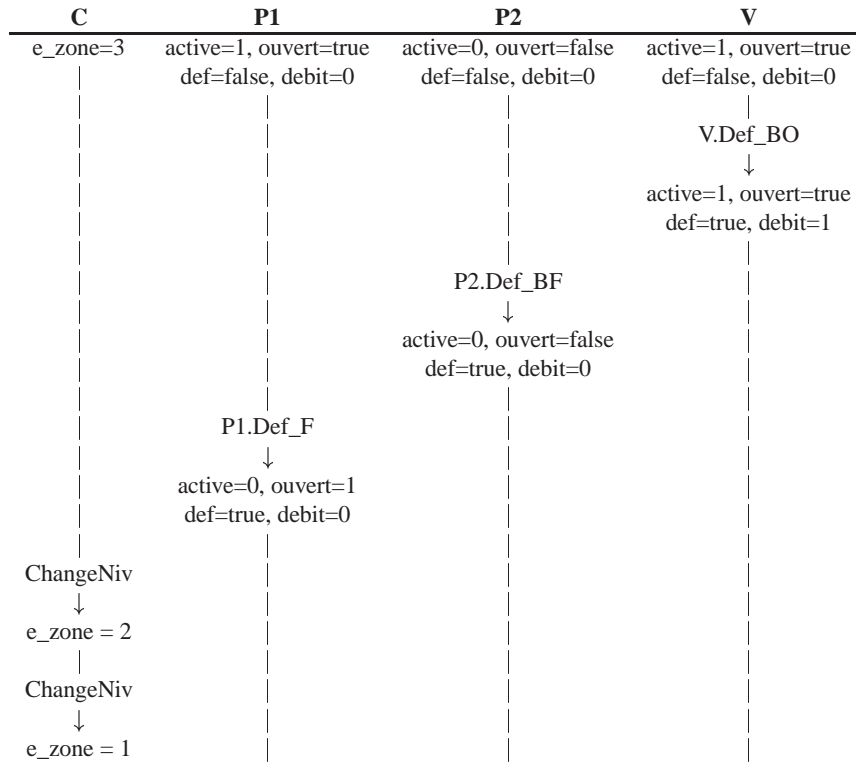 C P1 P2 V
e_zone=3 active=1, ouvert=true active=0, ouvert=false active=1, ouvert=true
def=false, debit=0 def=false, debit=0 def=false, debit=0
V.Def_BO
↓
active=1, ouvert=true
def=true, debit=1
P2.Def_BF
↓
active=0, ouvert=false
def=true, debit=0
P1.Def_F
↓
active=0, ouvert=1
def=true, debit=0
ChangeNiv
↓
e_zone = 2
ChangeNiv
↓
e_zone = 1